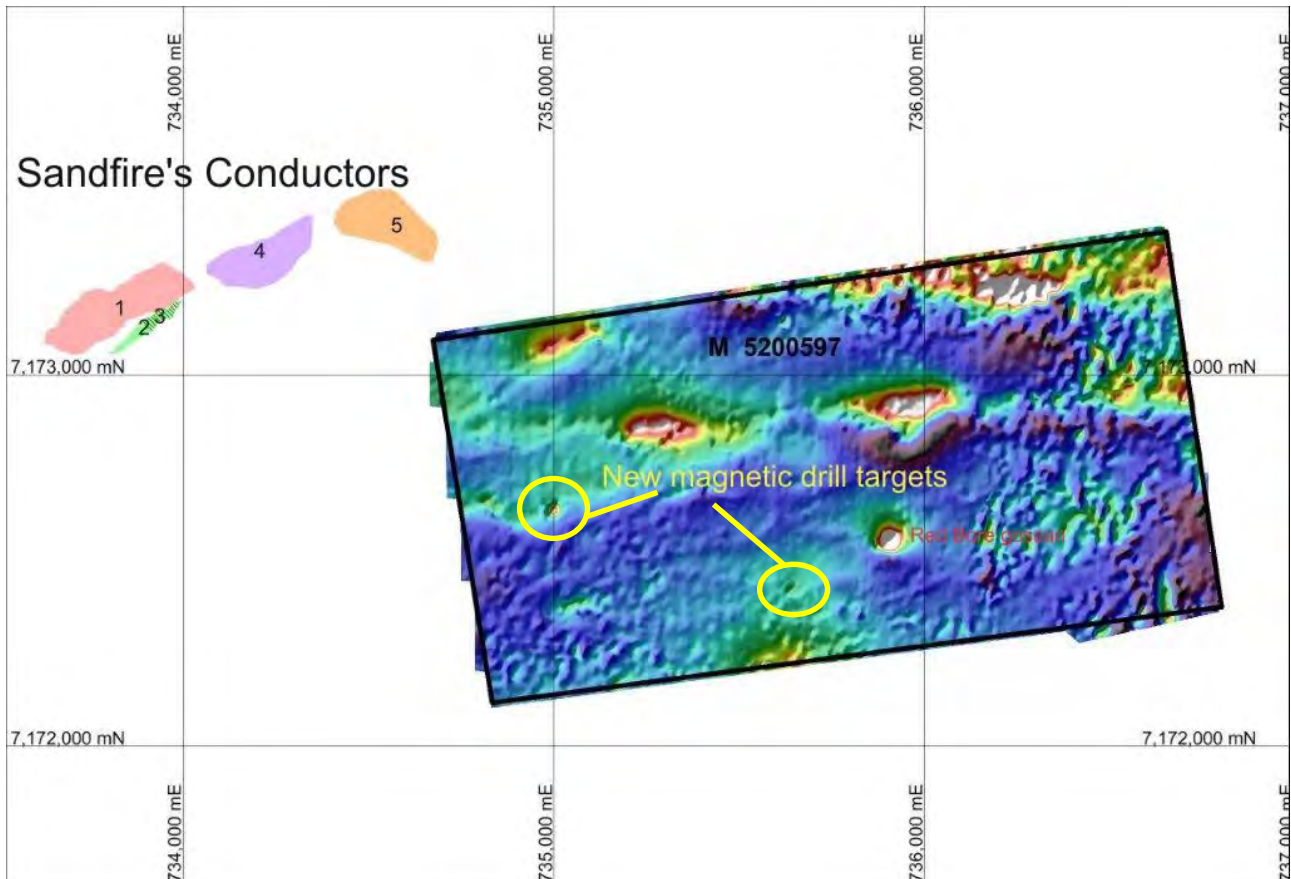 734,000 mE
735,000 mE
736,000 mE
737,000 mE
Sandfire's Conductors
5
4
1
3
2
M 5200597
7,173,000 mN
7,173,000 mN
New magnetic drill targets
Red Bore gossan
7,172,000 mN
7,172,000 mN
734,000 mE
735,000 mE
736,000 mE
737,000 mE